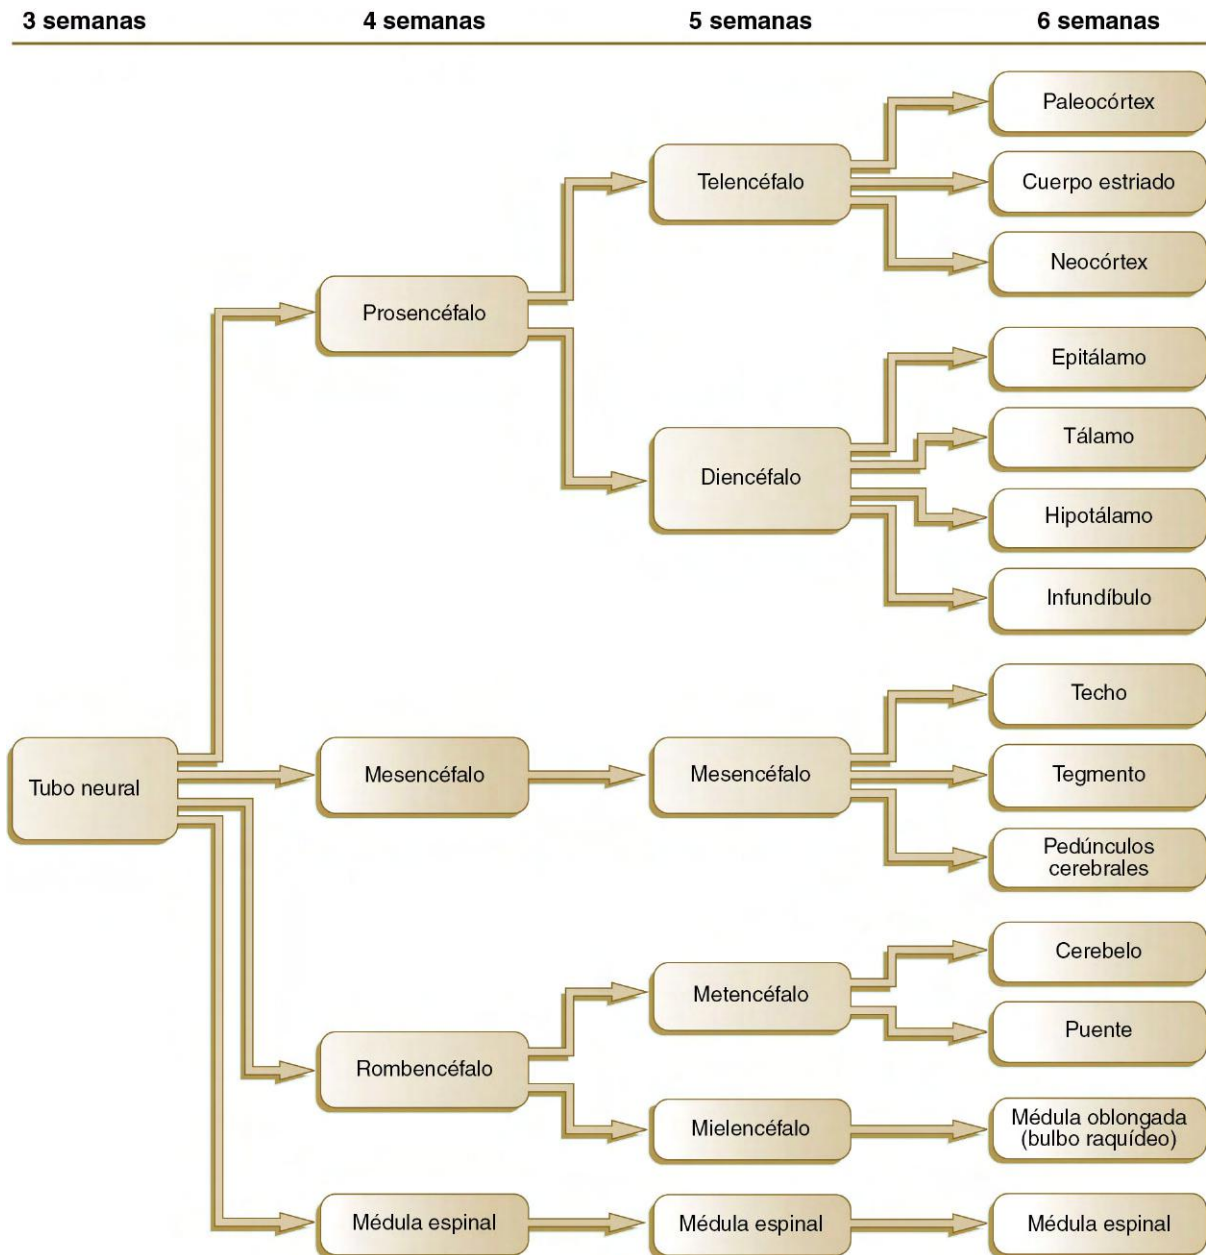 3 semanas
4 semanas
5 semanas
6 semanas
Paleocórtex
Telencéfalo
Cuerpo estriado
Neocórtex
Prosencéfalo
Epitálamo
Tálamo
Diencéfalo
Hipotálamo
Infundíbulo
Techo
Tubo neural
Mesencéfalo
Mesencéfalo
Tegmento
Pedúnculos
cerebrales
Cerebelo
Metencéfalo
Puente
Rombencéfalo
Mielencéfalo
Médula oblongada
(bulbo raquídeo)
Médula espinal
Médula espinal
Médula espinal